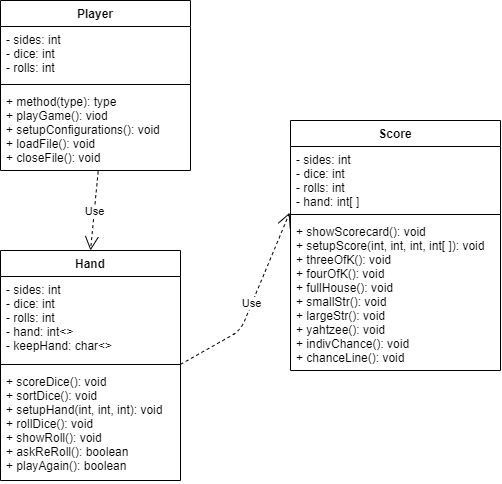 Player
- sides: int
- dice: int
- rolls: int
+ method(type): type
+ playGame(): viod
+ setupConfigurations(): void
+ loadFile(): void
+ closeFile(): void
Use
Hand
- sides: int
- dice: int
- rolls: int
- hand: int<>
- keepHand: char<>
+ scoreDice(): void
+ sortDice(): void
+ setupHand(int, int, int): void
+ rollDice(): void
+ showRoll(): void
+ askReRoll(): boolean
+ playAgain(): boolean
Use
Score
- sides: int
- dice: int
- rolls: int
- hand: int[ ]
+ showScorecard(): void
+ setupScore(int, int, int, int[ ]): void
+ threeOfK(): void
+ fourOfK(): void
+ fullHouse(): void
+ smallStr(): void
+ largeStr(): void
+ yahtzee(): void
+ indivChance(): void
+ chanceLine(): void